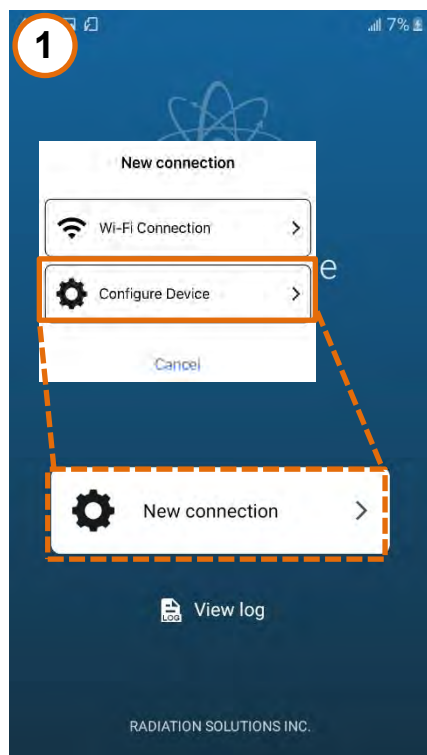 1
7%
New connection
Wi-Fi Connection
e
Configure Device
Cancel
New connection
LOG
View log
RADIATION SOLUTIONS INC.